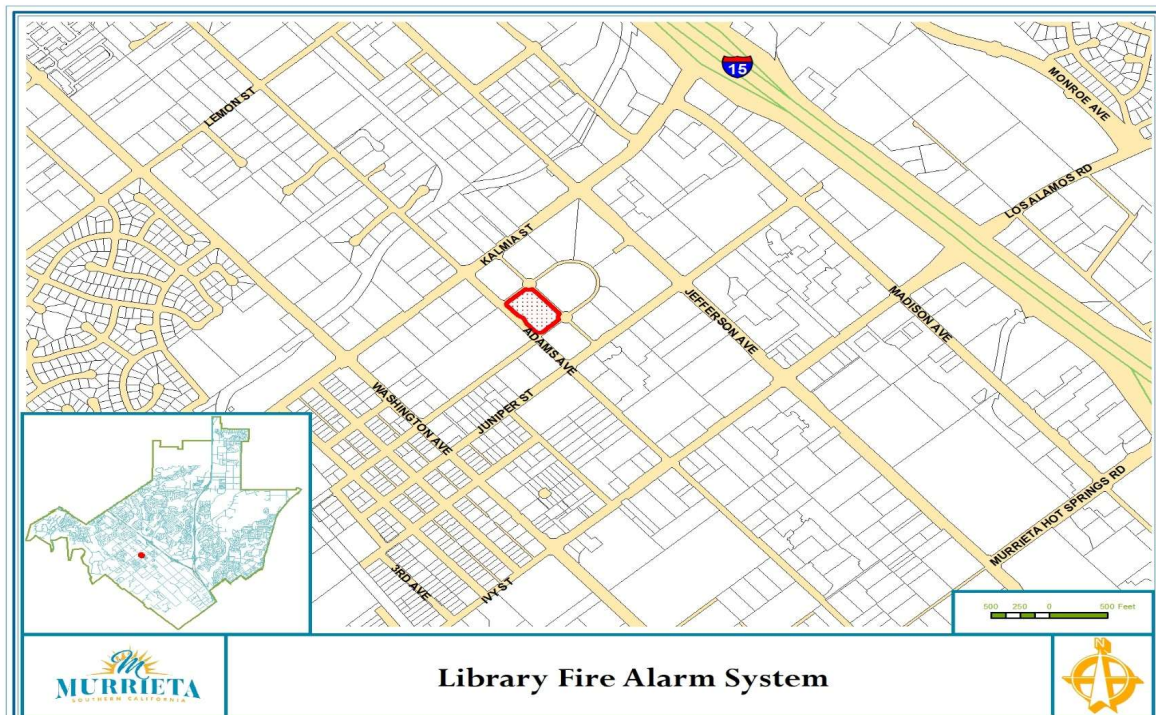 15
MONROE AVE
LEMON ST
LOS ALAMOS RD
KALMIA ST
JEFFERSON AVE
MADISON AVE
ADAMS AVE
WASHINGTON AVE
JUNIPER ST
MURRIETA HOT SPRINGS RD
3RD AVE
IVY ST
500 250 0 500 Feet
M
MURRIETA
SOUTHERN CALIFORNIA
Library Fire Alarm System
N